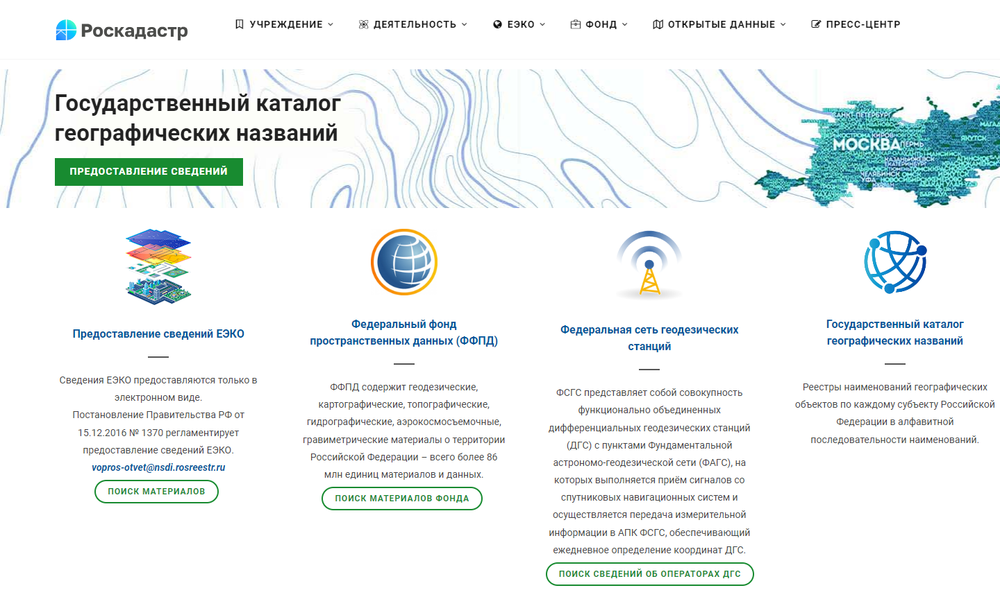 Роскадастр
УЧРЕЖДЕНИЕ
ДЕЯТЕЛЬНОСТЬ
ЕЭКО
ФОНД
ОТКРЫТЫЕ ДАННЫЕ
ПРЕСС-ЦЕНТР
Государственный каталог
географических названий
ПРЕДОСТАВЛЕНИЕ СВЕДЕНИЙ
МОСКВА
ПЕРМЬ
ЯКУТСК
ЧЕЛЯБИНСК
УФА
Предоставление сведений ЕЭКО
Сведения ЕЭКО предоставляются только в
электронном виде.
Постановление Правительства РФ от
15.12.2016 № 1370 регламентирует
предоставление сведений ЕЭКО.
vopros-otvet@nsdi.rosreestr.ru
ПОИСК МАТЕРИАЛОВ
Федеральный фонд
пространственных данных (ФФПД)
ФФПД содержит геодезические,
картографические, топографические,
гидрографические, аэрокосмосъемочные,
гравиметрические материалы о территории
Российской Федерации – всего более 86
млн единиц материалов и данных.
ПОИСК МАТЕРИАЛОВ ФОНДА
Федеральная сеть геодезических
станций
ФСГС представляет собой совокупность
функционально объединенных
дифференциальных геодезических станций
(ДГС) с пунктами Фундаментальной
астрономо-геодезической сети (ФАГС), на
которых выполняется приём сигналов со
спутниковых навигационных систем и
осуществляется передача измерительной
информации в АПК ФСГС, обеспечивающий
ежедневное определение координат ДГС.
ПОИСК СВЕДЕНИЙ ОБ ОПЕРАТОРАХ ДГС
Государственный каталог
географических названий
Реестры наименований географических
объектов по каждому субъекту Российской
Федерации в алфавитной
последовательности наименований.